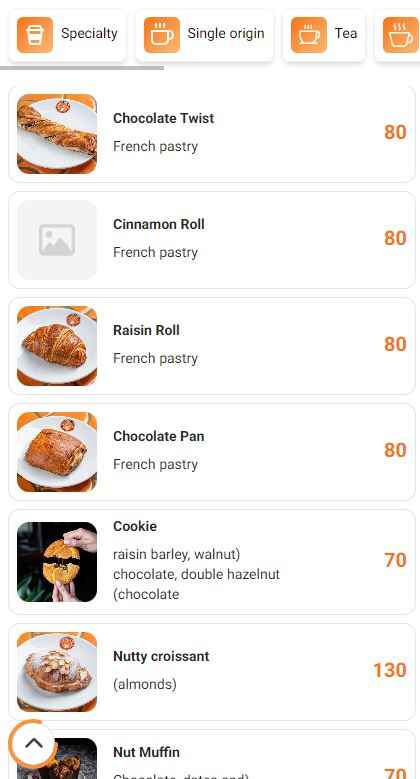 Specialty
Single origin
Tea
Chocolate Twist
French pastry
80
Cinnamon Roll
French pastry
80
Raisin Roll
French pastry
80
Chocolate Pan
French pastry
80
Cookie
raisin barley, walnut)
chocolate, double hazelnut
(chocolate
70
Nutty croissant
(almonds)
130
Nut Muffin
Chocolate, dates and)
70